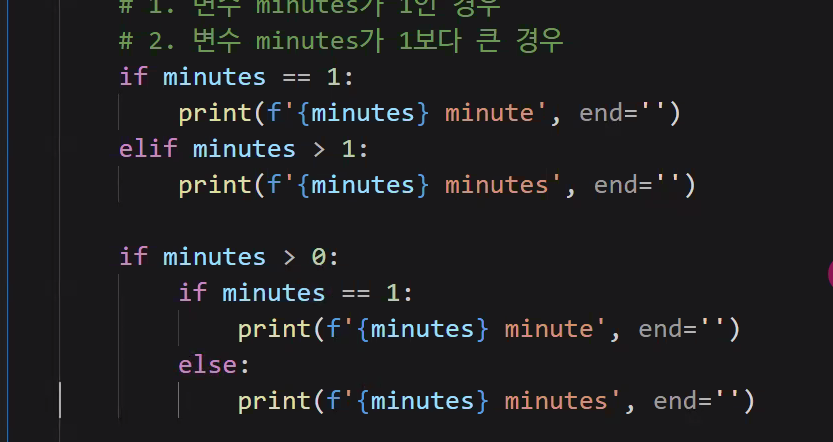 # 1. 변수 minutes가 1인 경우
# 2. 변수 minutes가 1보다 큰 경우
if minutes == 1:
    print(f'{minutes} minute', end='')
elif minutes > 1:
    print(f'{minutes} minutes', end='')

if minutes > 0:
    if minutes == 1:
        print(f'{minutes} minute', end='')
    else:
        print(f'{minutes} minutes', end='')